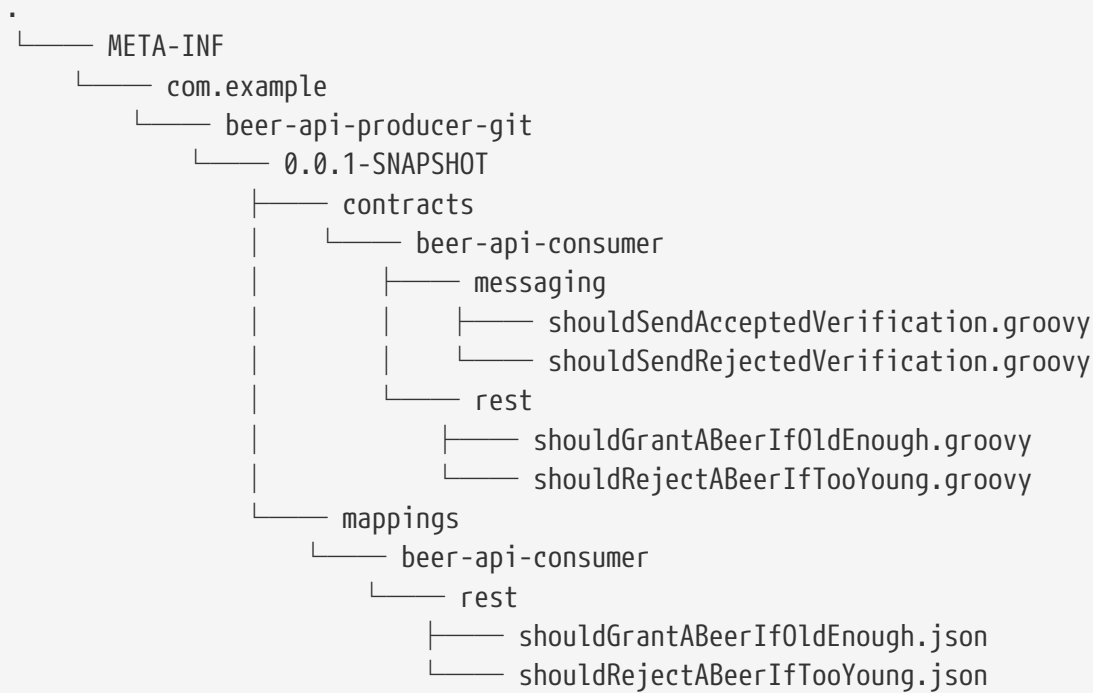 .
└── META-INF
    └── com.example
        └── beer-api-producer-git
            └── 0.0.1-SNAPSHOT
                ├── contracts
                │   └── beer-api-consumer
                │       ├── messaging
                │       │   ├── shouldSendAcceptedVerification.groovy
                │       │   └── shouldSendRejectedVerification.groovy
                │       └── rest
                │           ├── shouldGrantABeerIfOldEnough.groovy
                │           └── shouldRejectABeerIfTooYoung.groovy
                └── mappings
                    └── beer-api-consumer
                        └── rest
                            ├── shouldGrantABeerIfOldEnough.json
                            └── shouldRejectABeerIfTooYoung.json